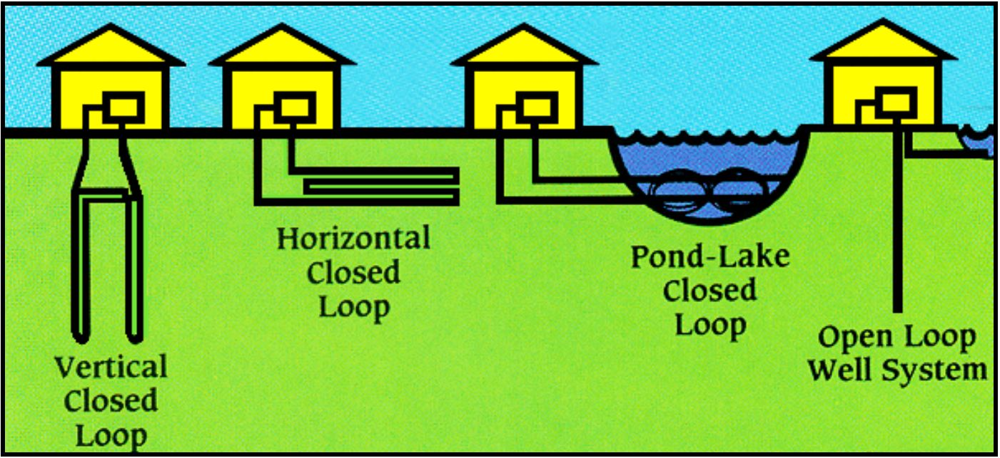 Vertical
Closed
Loop
Horizontal
Closed
Loop
Pond-Lake
Closed
Loop
Open Loop
Well System